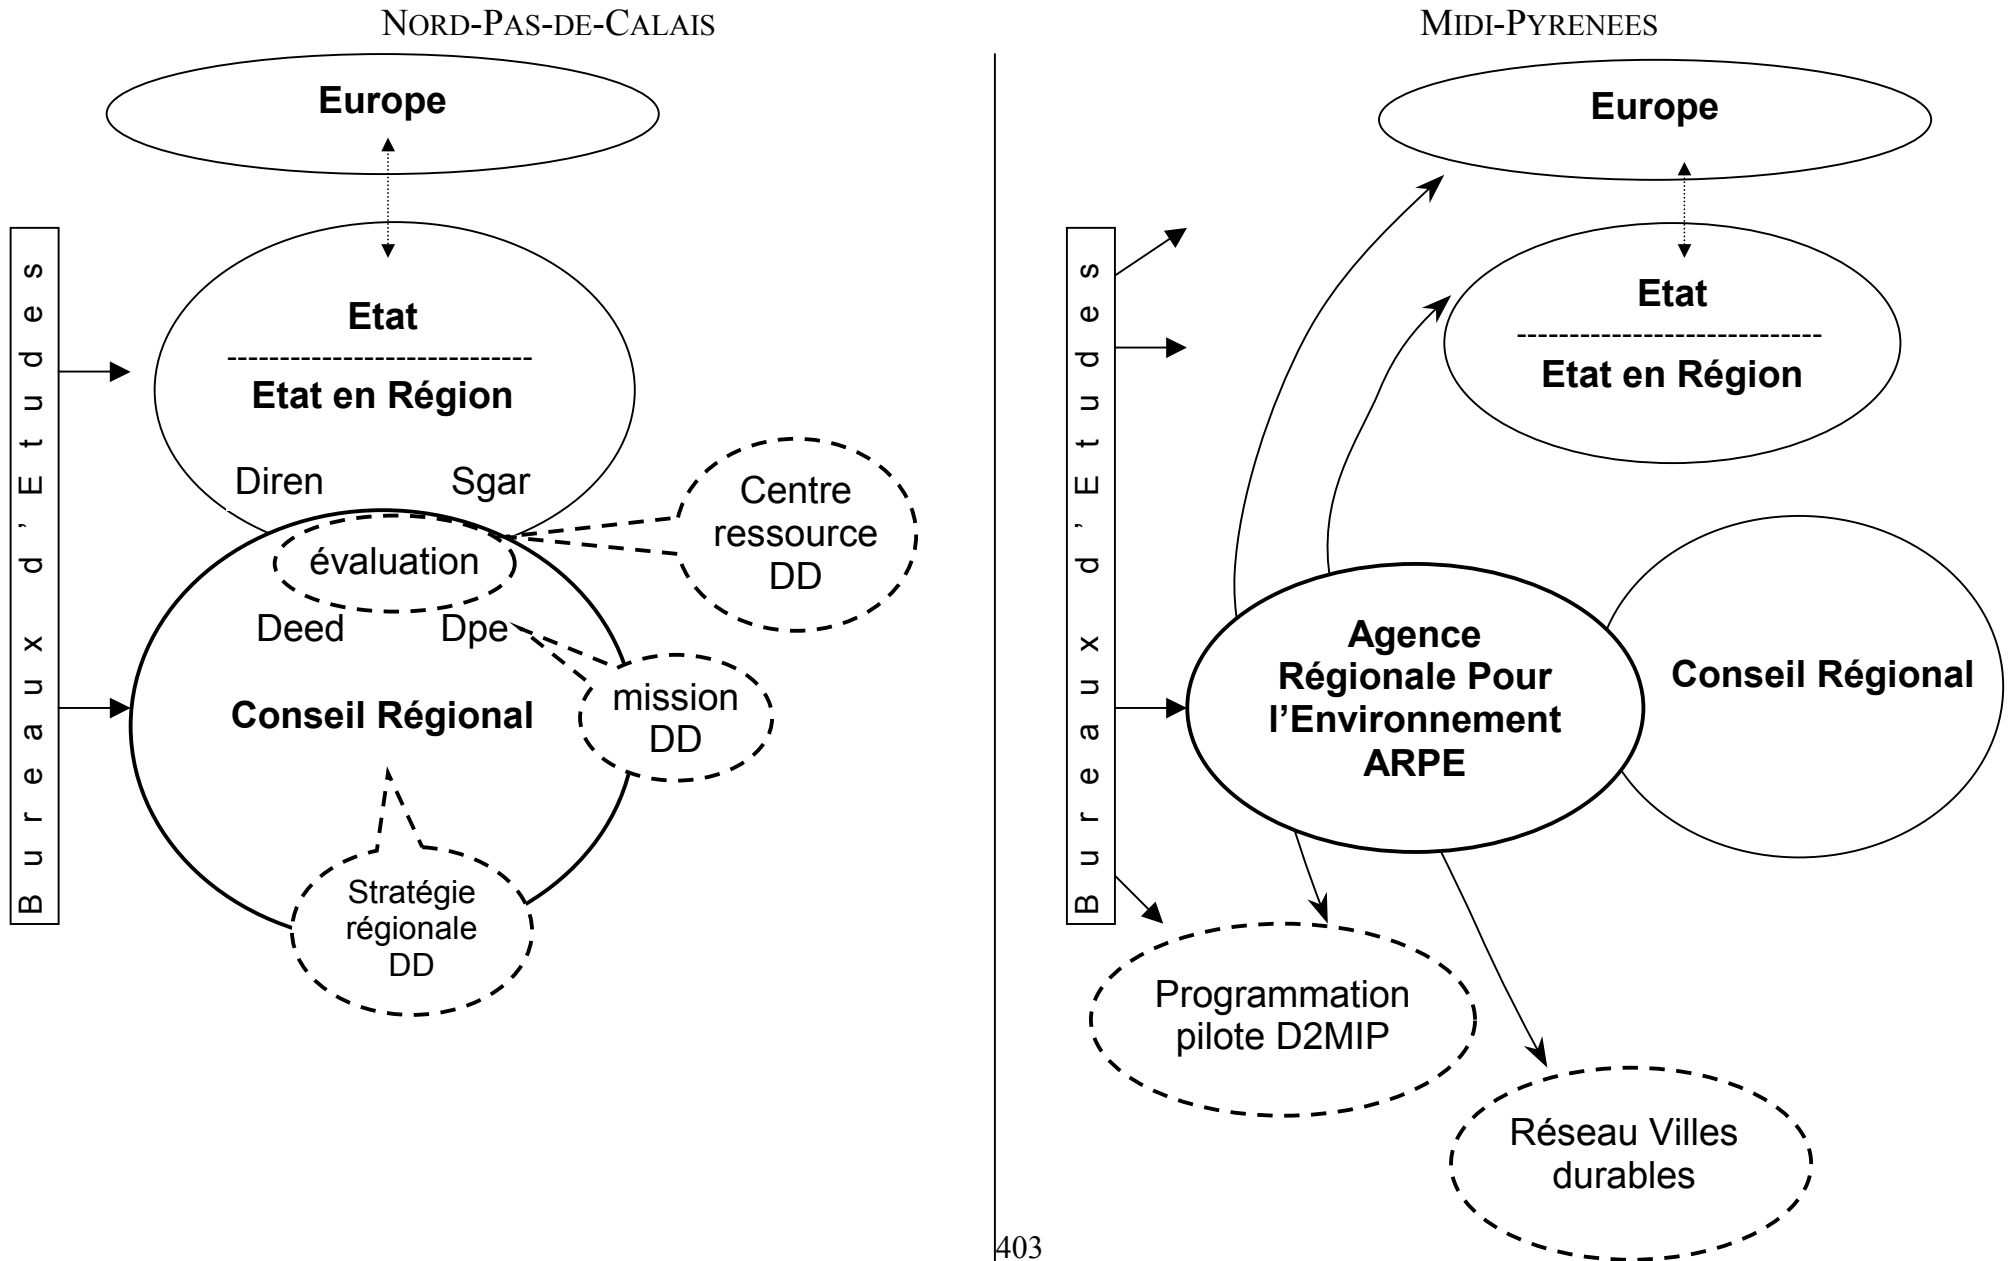 NORD-PAS-DE-CALAIS
Europe
Bureaux d'Etudes
Etat
-----------------------------
Etat en Région
Diren Sgar
évaluation
Centre
ressource
DD
Deed Dpe
mission
DD
Conseil Régional
Stratégie
régionale
DD
MIDI-PYRENEES
Europe
Bureaux d'Etudes
Etat
-----------------------------
Etat en Région
Agence
Régionale Pour
l’Environnement
ARPE
Conseil Régional
Programmation
pilote D2MIP
Réseau Villes
durables
403